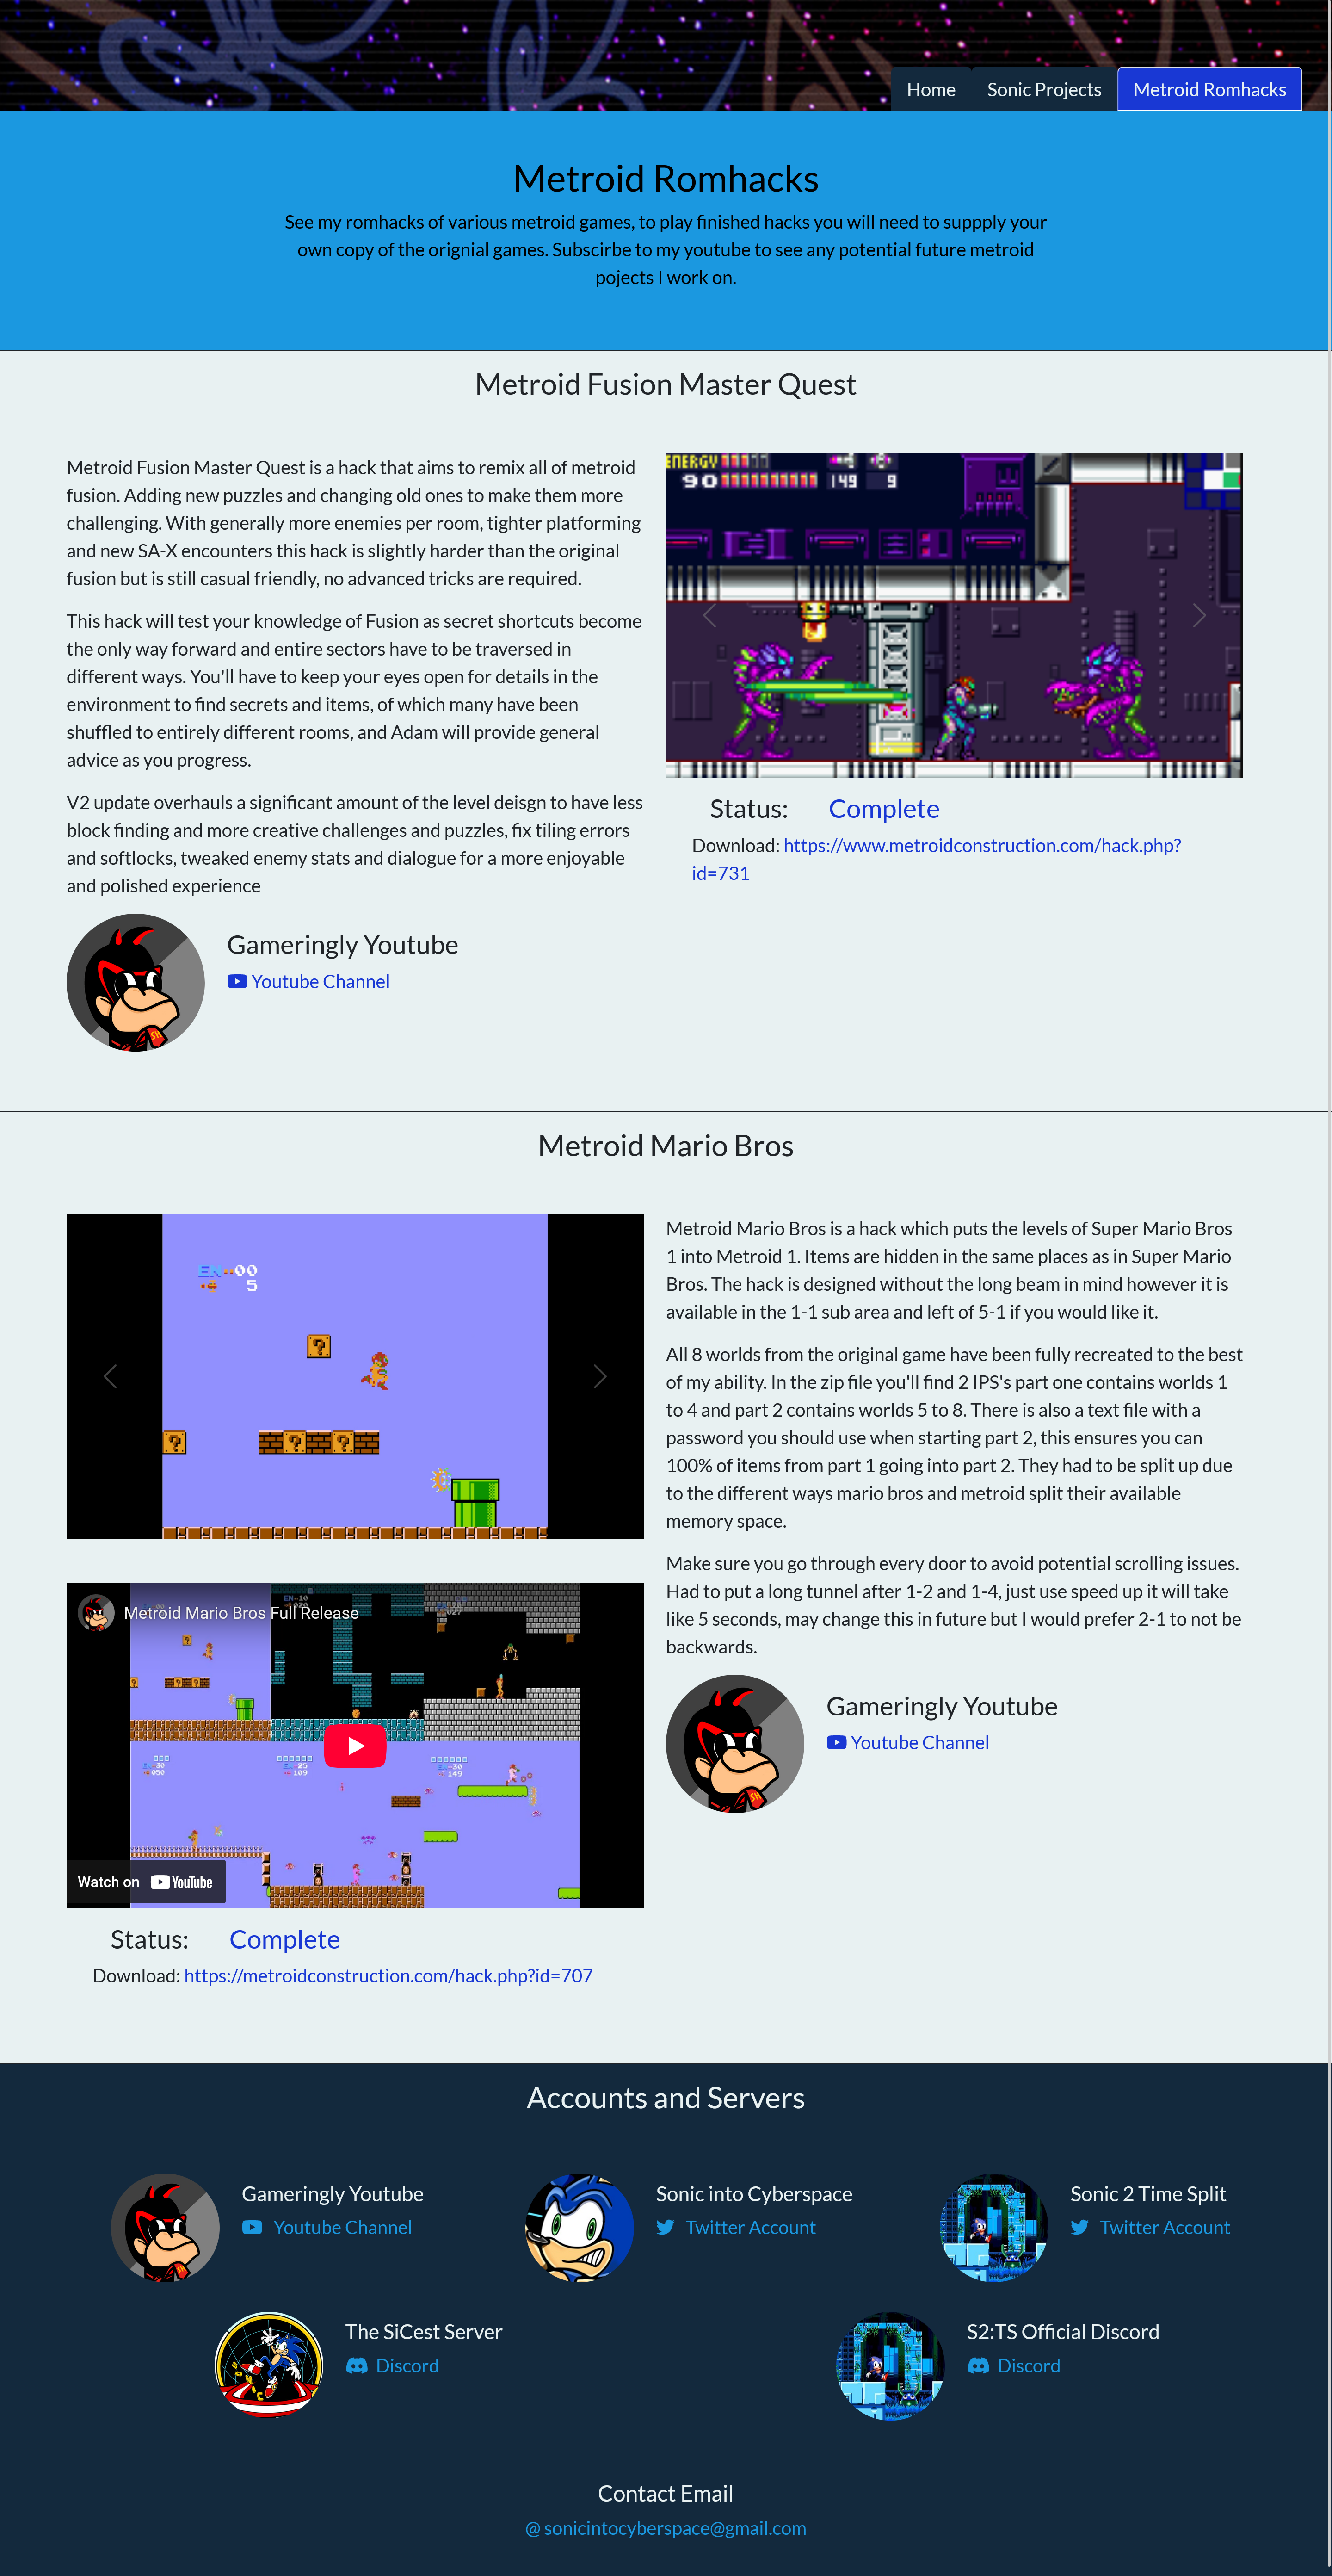 Home
Sonic Projects
Metroid Romhacks
Metroid Romhacks
See my romhacks of various metroid games, to play finished hacks you will need to suppply your
own copy of the orignial games. Subscirbe to my youtube to see any potential future metroid
pojects I work on.
Metroid Fusion Master Quest
Metroid Fusion Master Quest is a hack that aims to remix all of metroid
fusion. Adding new puzzles and changing old ones to make them more
challenging. With generally more enemies per room, tighter platforming
and new SA-X encounters this hack is slightly harder than the original
fusion but is still casual friendly, no advanced tricks are required.
This hack will test your knowledge of Fusion as secret shortcuts become
the only way forward and entire sectors have to be traversed in
different ways. You'll have to keep your eyes open for details in the
environment to find secrets and items, of which many have been
shuffled to entirely different rooms, and Adam will provide general
advice as you progress.
V2 update overhauls a significant amount of the level deisgn to have less
block finding and more creative challenges and puzzles, fix tiling errors
and softlocks, tweaked enemy stats and dialogue for a more enjoyable
and polished experience
Gameringly Youtube
Youtube Channel
ENERGY
90
149
9
Status: Complete
Download: https://www.metroidconstruction.com/hack.php?
id=731
Metroid Mario Bros
EN--00
5
Metroid Mario Bros Full Release
Watch on YouTube
Status: Complete
Download: https://metroidconstruction.com/hack.php?id=707
Metroid Mario Bros is a hack which puts the levels of Super Mario Bros
1 into Metroid 1. Items are hidden in the same places as in Super Mario
Bros. The hack is designed without the long beam in mind however it is
available in the 1-1 sub area and left of 5-1 if you would like it.
All 8 worlds from the original game have been fully recreated to the best
of my ability. In the zip file you'll find 2 IPS's part one contains worlds 1
to 4 and part 2 contains worlds 5 to 8. There is also a text file with a
password you should use when starting part 2, this ensures you can
100% of items from part 1 going into part 2. They had to be split up due
to the different ways mario bros and metroid split their available
memory space.
Make sure you go through every door to avoid potential scrolling issues.
Had to put a long tunnel after 1-2 and 1-4, just use speed up it will take
like 5 seconds, may change this in future but I would prefer 2-1 to not be
backwards.
Gameringly Youtube
Youtube Channel
Accounts and Servers
Gameringly Youtube
Youtube Channel
Sonic into Cyberspace
Twitter Account
Sonic 2 Time Split
Twitter Account
The SiCest Server
Discord
S2:TS Official Discord
Discord
Contact Email
@ sonicintocyberspace@gmail.com